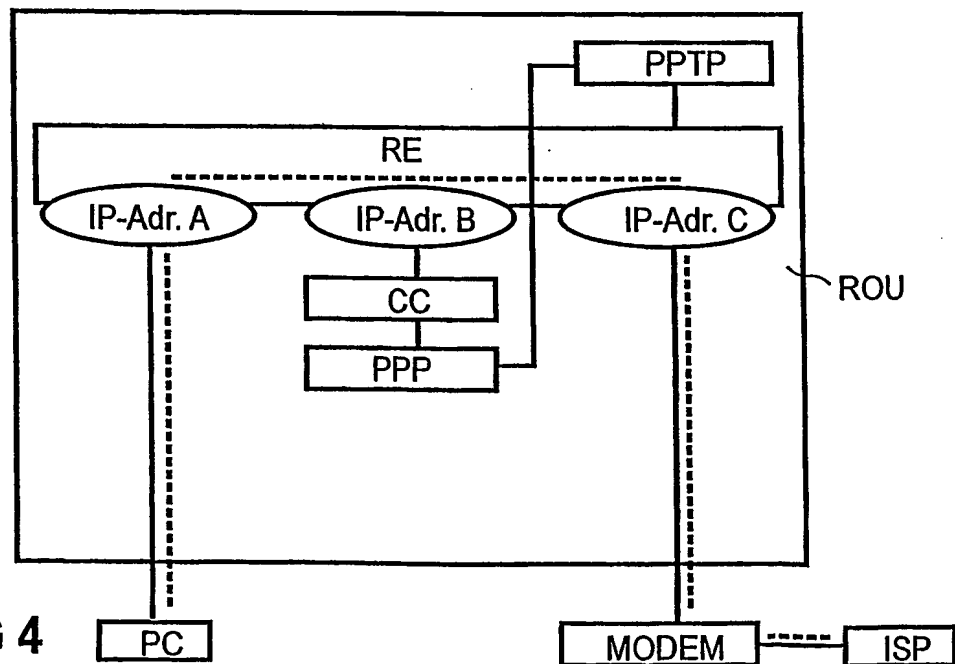 PPTP
RE
IP-Adr. A
IP-Adr. B
IP-Adr. C
CC
ROU
PPP
4
PC
MODEM
ISP